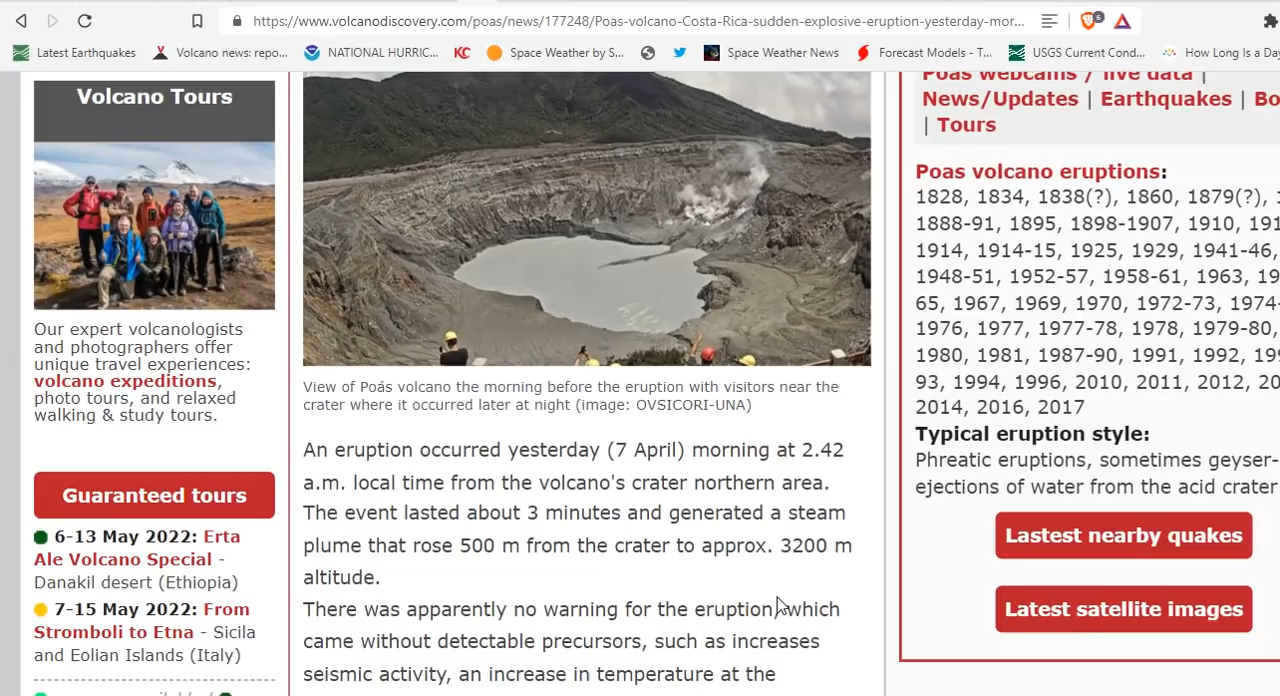 https://www.volcanodiscovery.com/poas/news/177248/Poas-volcano-Costa-Rica-sudden-explosive-eruption-yesterday-mor...
6
Latest Earthquakes
Volcano news: repo...
NATIONAL HURRIC...
KC
Space Weather by S...
Space Weather News
Forecast Models - T...
USGS Current Cond...
How Long Is a Da
Volcano Tours
Our expert volcanologists
and photographers offer
unique travel experiences:
volcano expeditions,
photo tours, and relaxed
walking & study tours.
Guaranteed tours
6-13 May 2022: Erta
Ale Volcano Special -
Danakil desert (Ethiopia)
7-15 May 2022: From
Stromboli to Etna - Sicila
and Eolian Islands (Italy)
View of Poás volcano the morning before the eruption with visitors near the
crater where it occurred later at night (image: OVSICORI-UNA)
An eruption occurred yesterday (7 April) morning at 2.42
a.m. local time from the volcano's crater northern area.
The event lasted about 3 minutes and generated a steam
plume that rose 500 m from the crater to approx. 3200 m
altitude.
There was apparently no warning for the eruption, which
came without detectable precursors, such as increases
seismic activity, an increase in temperature at the
Poas webcams / live data |
News/Updates | Earthquakes | Bo
| Tours
Poas volcano eruptions:
1828, 1834, 1838(?), 1860, 1879(?), 1
1888-91, 1895, 1898-1907, 1910, 191
1914, 1914-15, 1925, 1929, 1941-46,
1948-51, 1952-57, 1958-61, 1963, 19
65, 1967, 1969, 1970, 1972-73, 1974-
1976, 1977, 1977-78, 1978, 1979-80,
1980, 1981, 1987-90, 1991, 1992, 199
93, 1994, 1996, 2010, 2011, 2012, 20
2014, 2016, 2017
Typical eruption style:
Phreatic eruptions, sometimes geyser-
ejections of water from the acid crater
Lastest nearby quakes
Latest satellite images